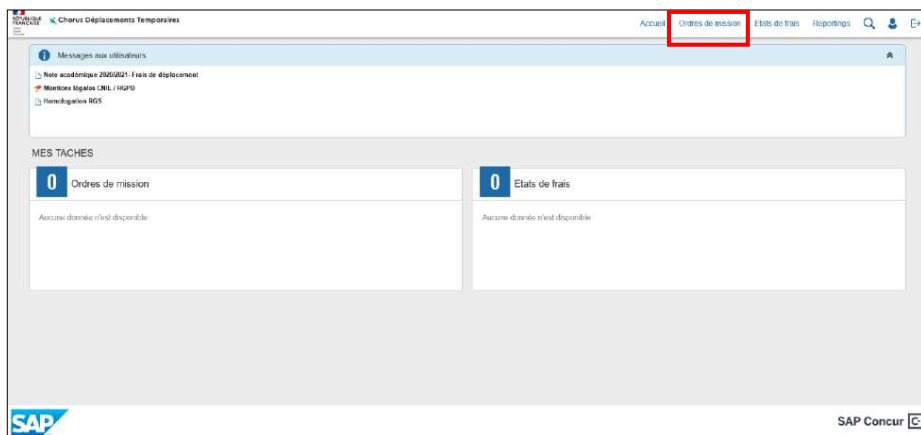 RÉPUBLIQUE
FRANÇAISE
Chorus Déplacements Temporaires
Accueil Ordres de mission Etats de frais Reportings
Messages aux utilisateurs
Note académique 2020/2021- Frais de déplacement
Mentions légales CNIL / RGPD
Homologation RGS
MES TACHES
0 Ordres de mission
Aucune donnée n'est disponible
0 Etats de frais
Aucune donnée n'est disponible
SAP
SAP Concur C